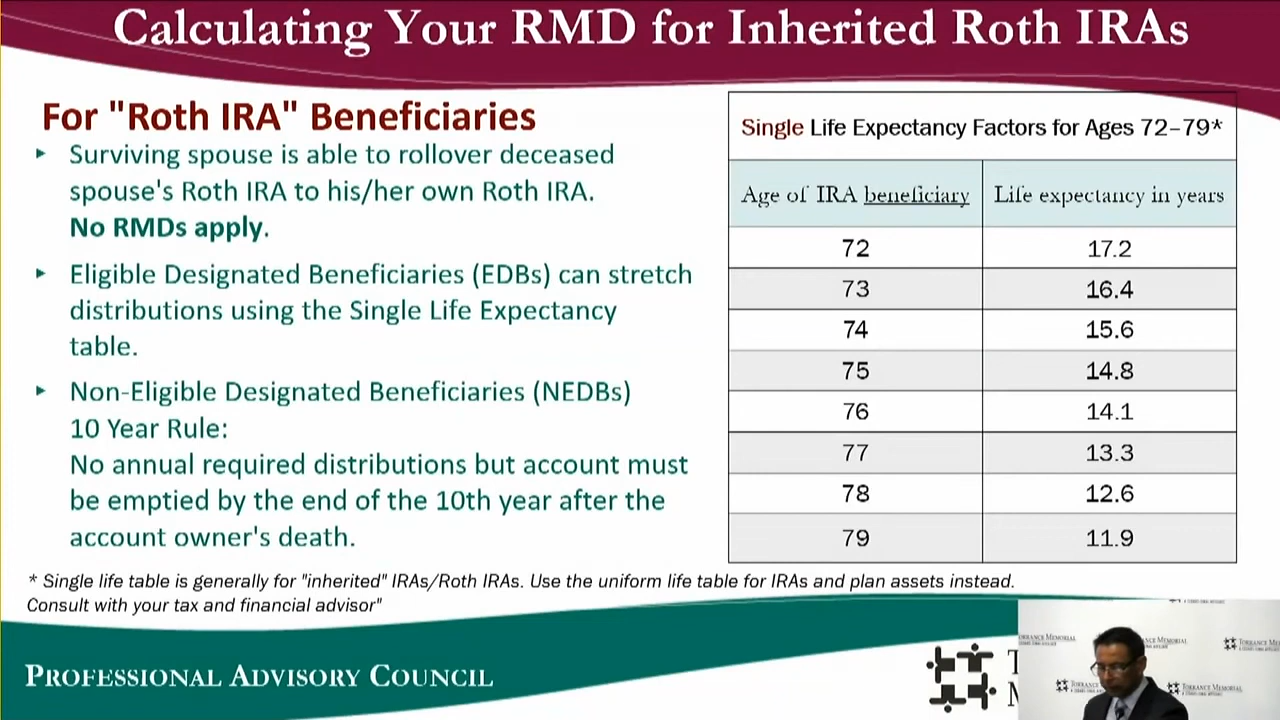 Calculating Your RMD for Inherited Roth IRAs
For "Roth IRA" Beneficiaries
Surviving spouse is able to rollover deceased
spouse's Roth IRA to his/her own Roth IRA.
No RMDs apply.
Eligible Designated Beneficiaries (EDBs) can stretch
distributions using the Single Life Expectancy
table.
Non-Eligible Designated Beneficiaries (NEDBs)
10 Year Rule:
No annual required distributions but account must
be emptied by the end of the 10th year after the
account owner's death.
Single Life Expectancy Factors for Ages 72–79*
Age of IRA beneficiary Life expectancy in years
72 17.2
73 16.4
74 15.6
75 14.8
76 14.1
77 13.3
78 12.6
79 11.9
* Single life table is generally for "inherited" IRAs/Roth IRAs. Use the uniform life table for IRAs and plan assets instead.
Consult with your tax and financial advisor"
PROFESSIONAL ADVISORY COUNCIL
TORRANCE MEMORIAL
TORRANCE MEMORIAL